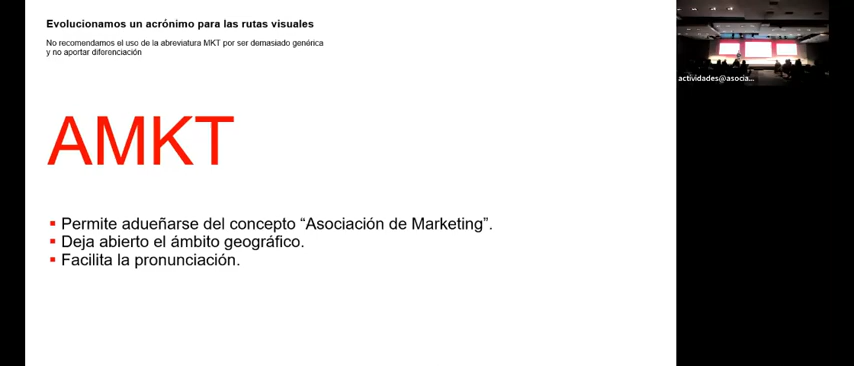 Evolucionamos un acrónimo para las rutas visuales
No recomendamos el uso de la abreviatura MKT por ser demasiado genérica
y no aportar diforenciación
AMKT
Permite adueñarse del concepto “Asociación de Marketing”.
Deja abierto el ámbito geográfico.
Facilita la pronunciación.
actividades@asocia...